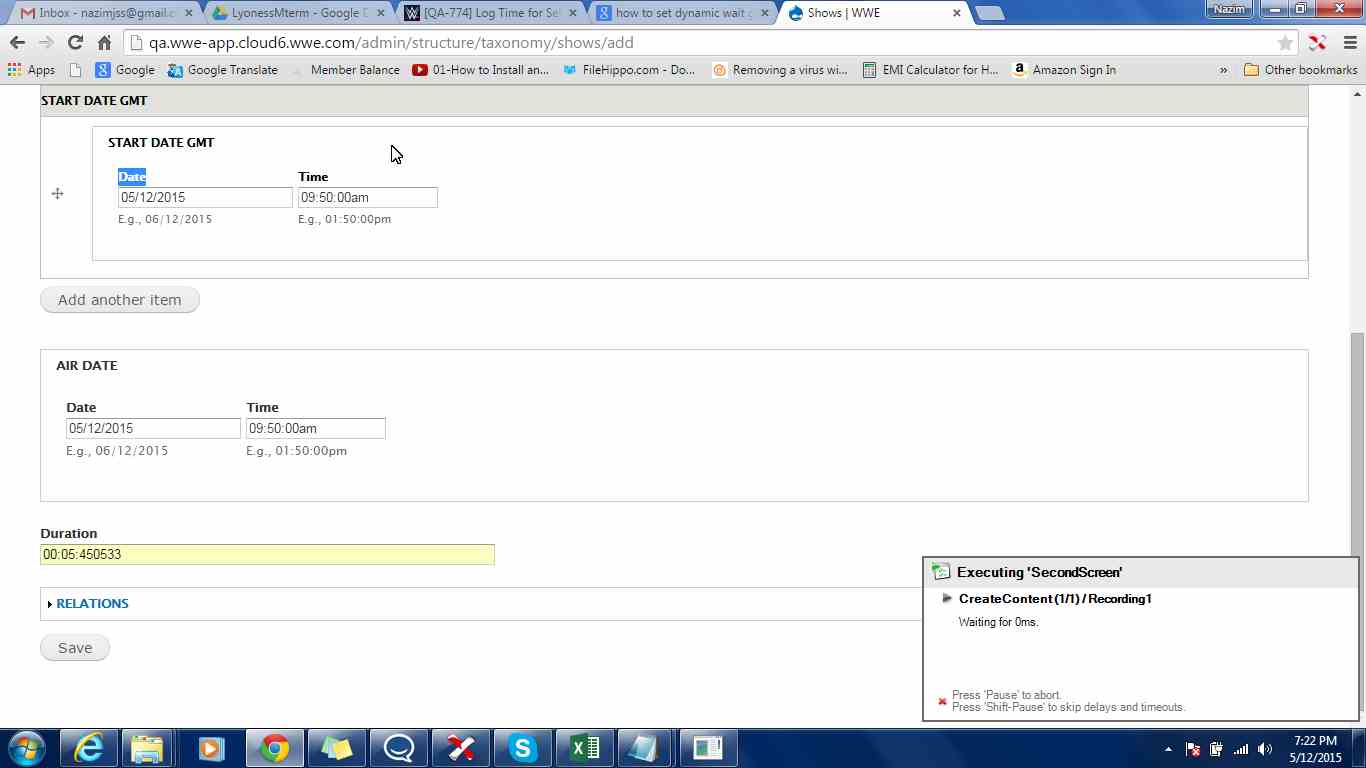 Inbox - nazimjss@gmail.c
LyonessMterm - Google D
[QA-774] Log Time for Sel
how to set dynamic wait
Shows | WWE
Nazim
qa.wwe-app.cloud6.wwe.com/admin/structure/taxonomy/shows/add
Apps
Google
Google Translate
Member Balance
01-How to Install an...
FileHippo.com - Do...
Removing a virus wi...
EMI Calculator for H...
Amazon Sign In
»
Other bookmarks
START DATE GMT
START DATE GMT
Date Time
05/12/2015 09:50:00am
E.g., 06/12/2015 E.g., 01:50:00pm
Add another item
AIR DATE
Date Time
05/12/2015 09:50:00am
E.g., 06/12/2015 E.g., 01:50:00pm
Duration
00:05:450533
RELATIONS
Save
Executing 'SecondScreen'
CreateContent (1/1) / Recording1
Waiting for 0ms.
Press 'Pause' to abort.
Press 'Shift-Pause' to skip delays and timeouts.
7:22 PM
5/12/2015